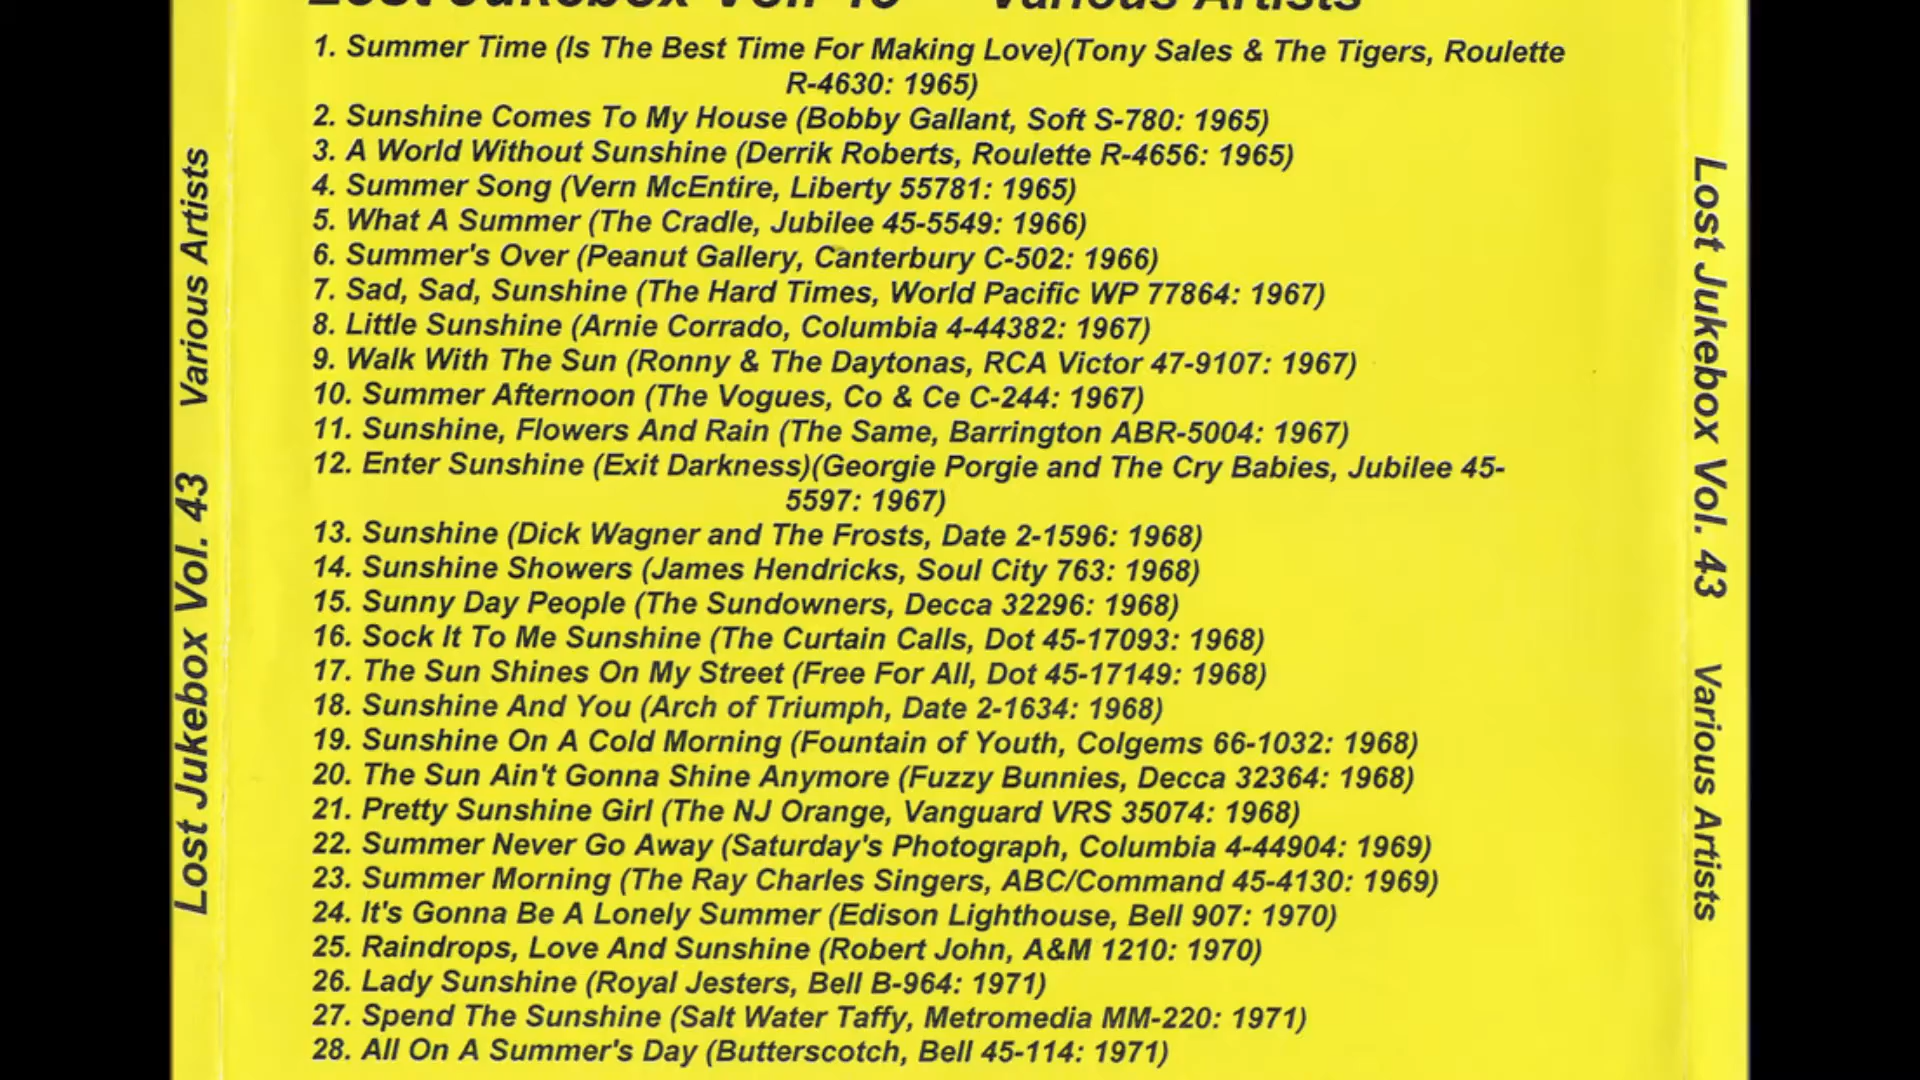 Lost Jukebox Vol. 43 Various Artists
1. Summer Time (Is The Best Time For Making Love)(Tony Sales & The Tigers, Roulette
R-4630: 1965)
2. Sunshine Comes To My House (Bobby Gallant, Soft S-780: 1965)
3. A World Without Sunshine (Derrik Roberts, Roulette R-4656: 1965)
4. Summer Song (Vern McEntire, Liberty 55781: 1965)
5. What A Summer (The Cradle, Jubilee 45-5549: 1966)
6. Summer's Over (Peanut Gallery, Canterbury C-502: 1966)
7. Sad, Sad, Sunshine (The Hard Times, World Pacific WP 77864: 1967)
8. Little Sunshine (Arnie Corrado, Columbia 4-44382: 1967)
9. Walk With The Sun (Ronny & The Daytonas, RCA Victor 47-9107: 1967)
10. Summer Afternoon (The Vogues, Co & Ce C-244: 1967)
11. Sunshine, Flowers And Rain (The Same, Barrington ABR-5004: 1967)
12. Enter Sunshine (Exit Darkness)(Georgie Porgie and The Cry Babies, Jubilee 45-
5597: 1967)
13. Sunshine (Dick Wagner and The Frosts, Date 2-1596: 1968)
14. Sunshine Showers (James Hendricks, Soul City 763: 1968)
15. Sunny Day People (The Sundowners, Decca 32296: 1968)
16. Sock It To Me Sunshine (The Curtain Calls, Dot 45-17093: 1968)
17. The Sun Shines On My Street (Free For All, Dot 45-17149: 1968)
18. Sunshine And You (Arch of Triumph, Date 2-1634: 1968)
19. Sunshine On A Cold Morning (Fountain of Youth, Colgems 66-1032: 1968)
20. The Sun Ain't Gonna Shine Anymore (Fuzzy Bunnies, Decca 32364: 1968)
21. Pretty Sunshine Girl (The NJ Orange, Vanguard VRS 35074: 1968)
22. Summer Never Go Away (Saturday's Photograph, Columbia 4-44904: 1969)
23. Summer Morning (The Ray Charles Singers, ABC/Command 45-4130: 1969)
24. It's Gonna Be A Lonely Summer (Edison Lighthouse, Bell 907: 1970)
25. Raindrops, Love And Sunshine (Robert John, A&M 1210: 1970)
26. Lady Sunshine (Royal Jesters, Bell B-964: 1971)
27. Spend The Sunshine (Salt Water Taffy, Metromedia MM-220: 1971)
28. All On A Summer's Day (Butterscotch, Bell 45-114: 1971)
Lost Jukebox Vol. 43 Various Artists